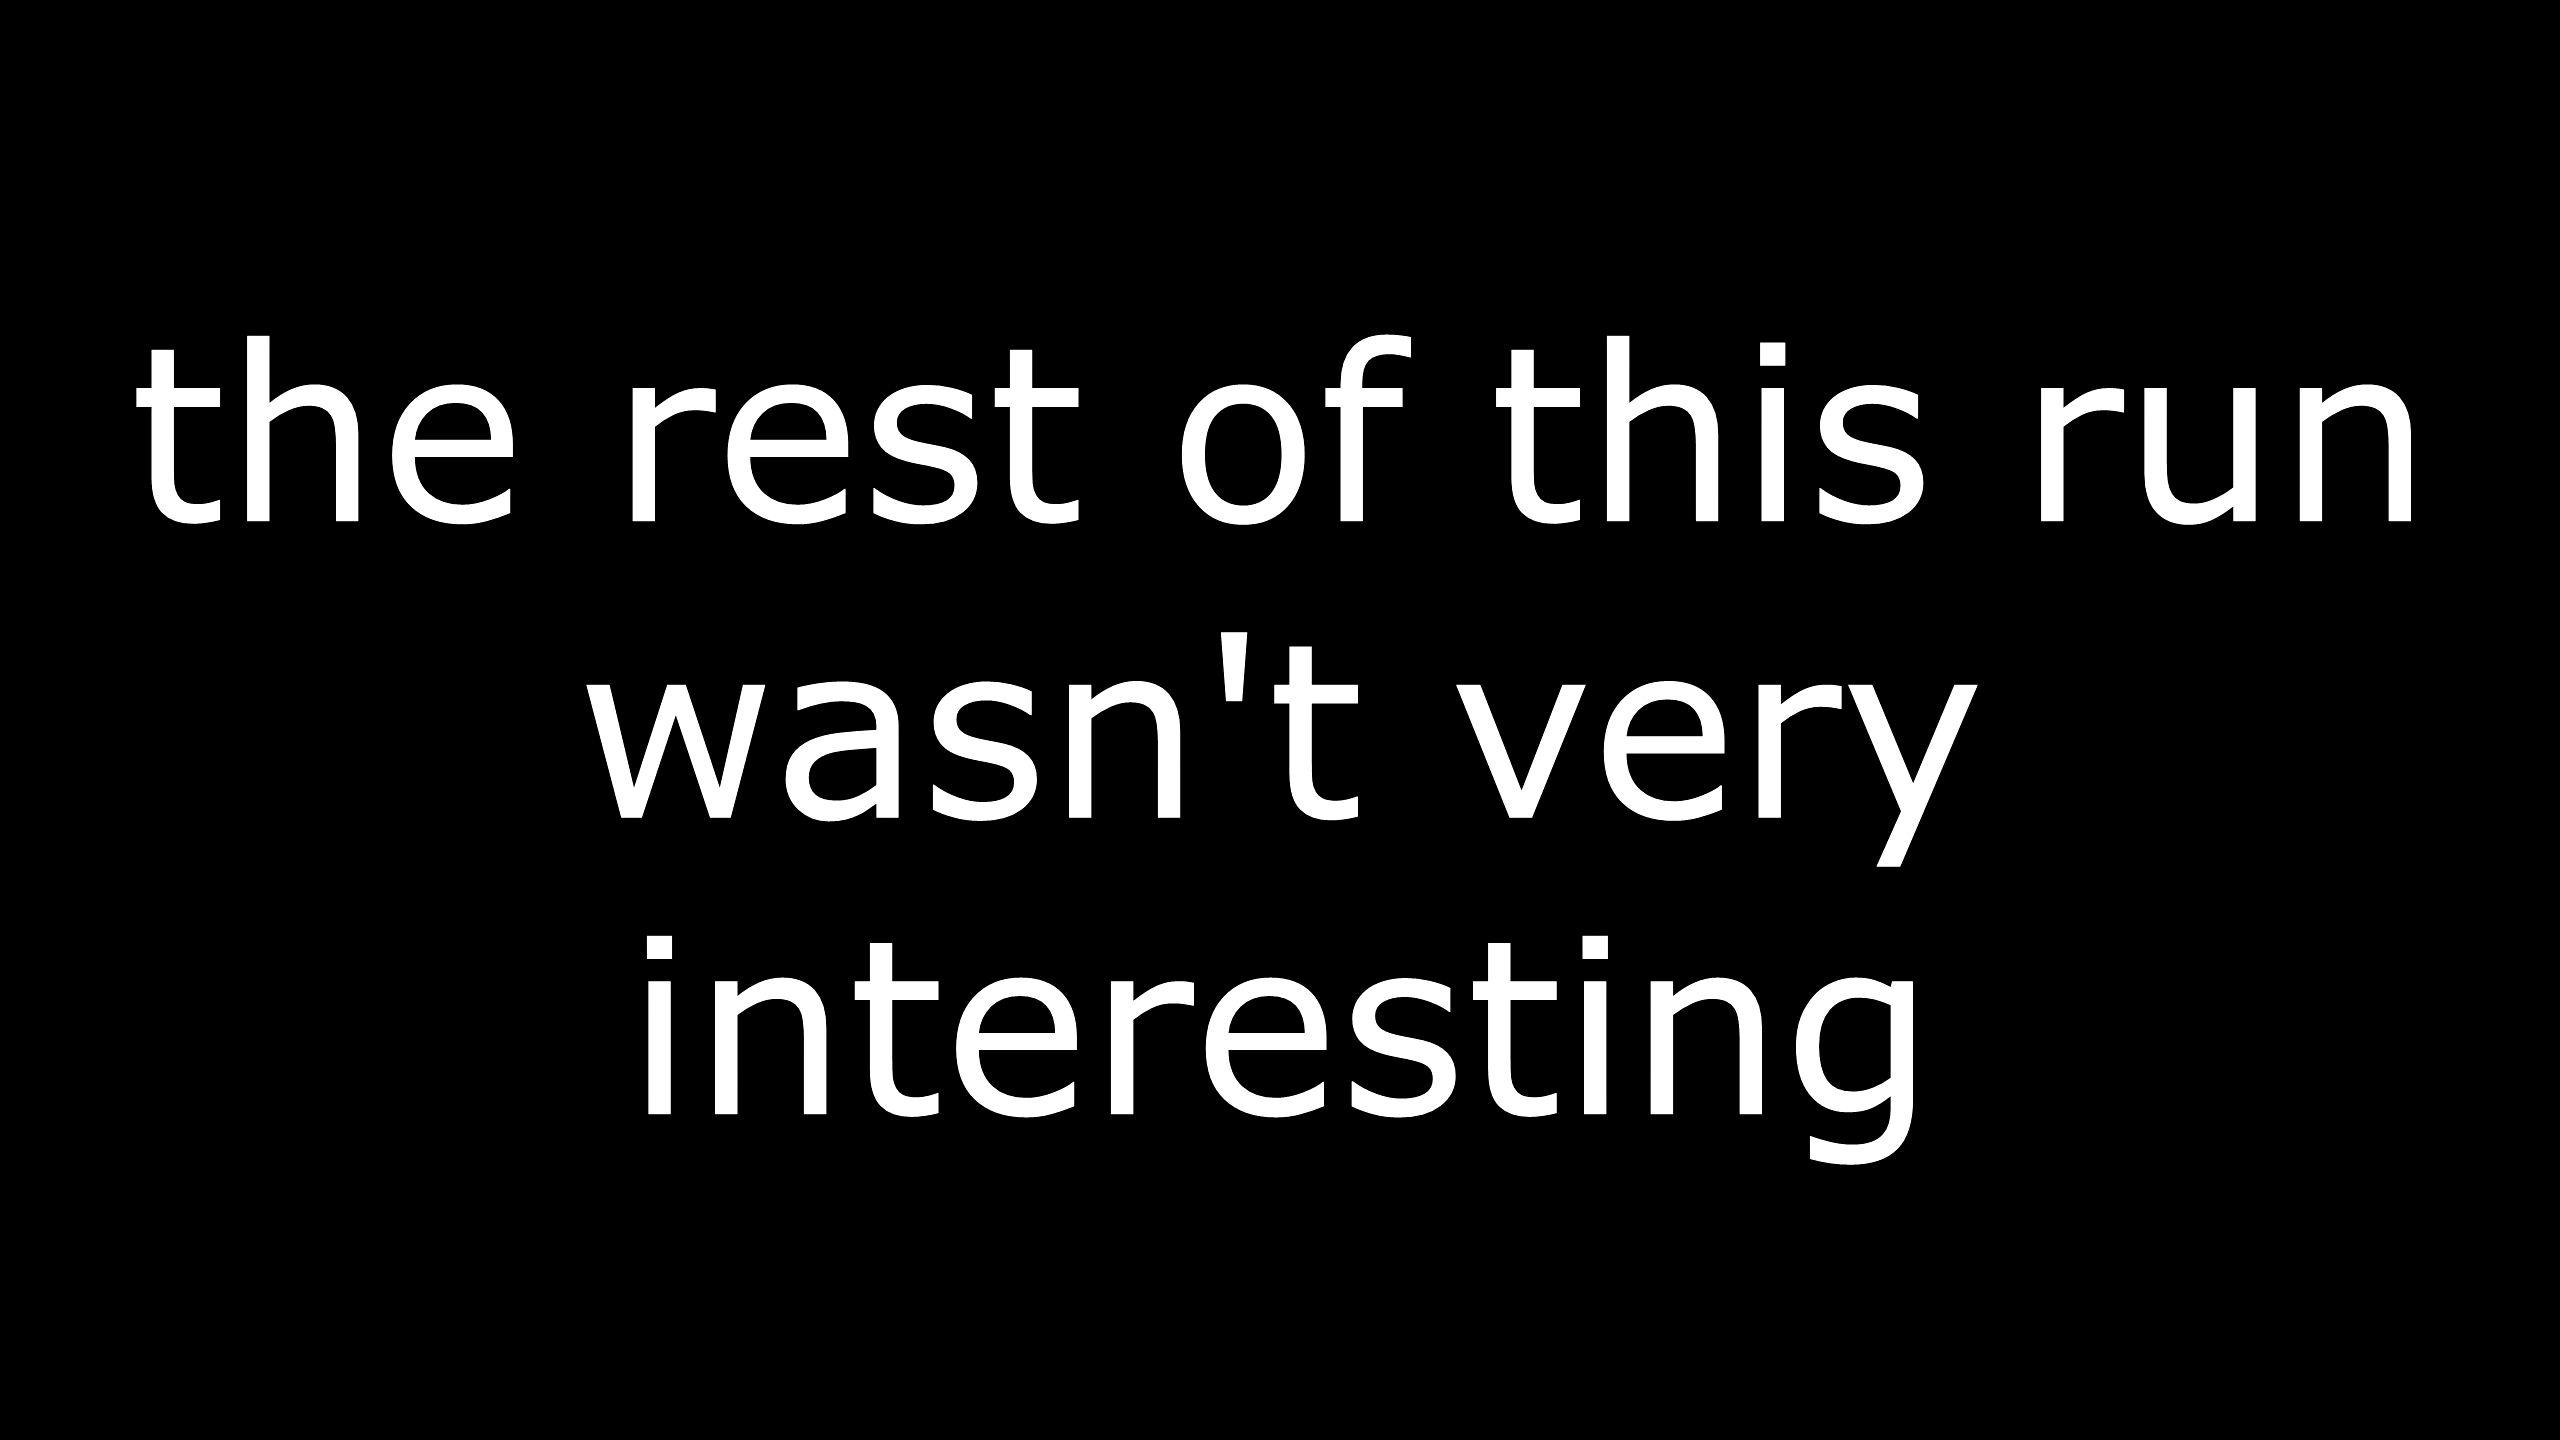 the rest of this run
wasn't very
interesting